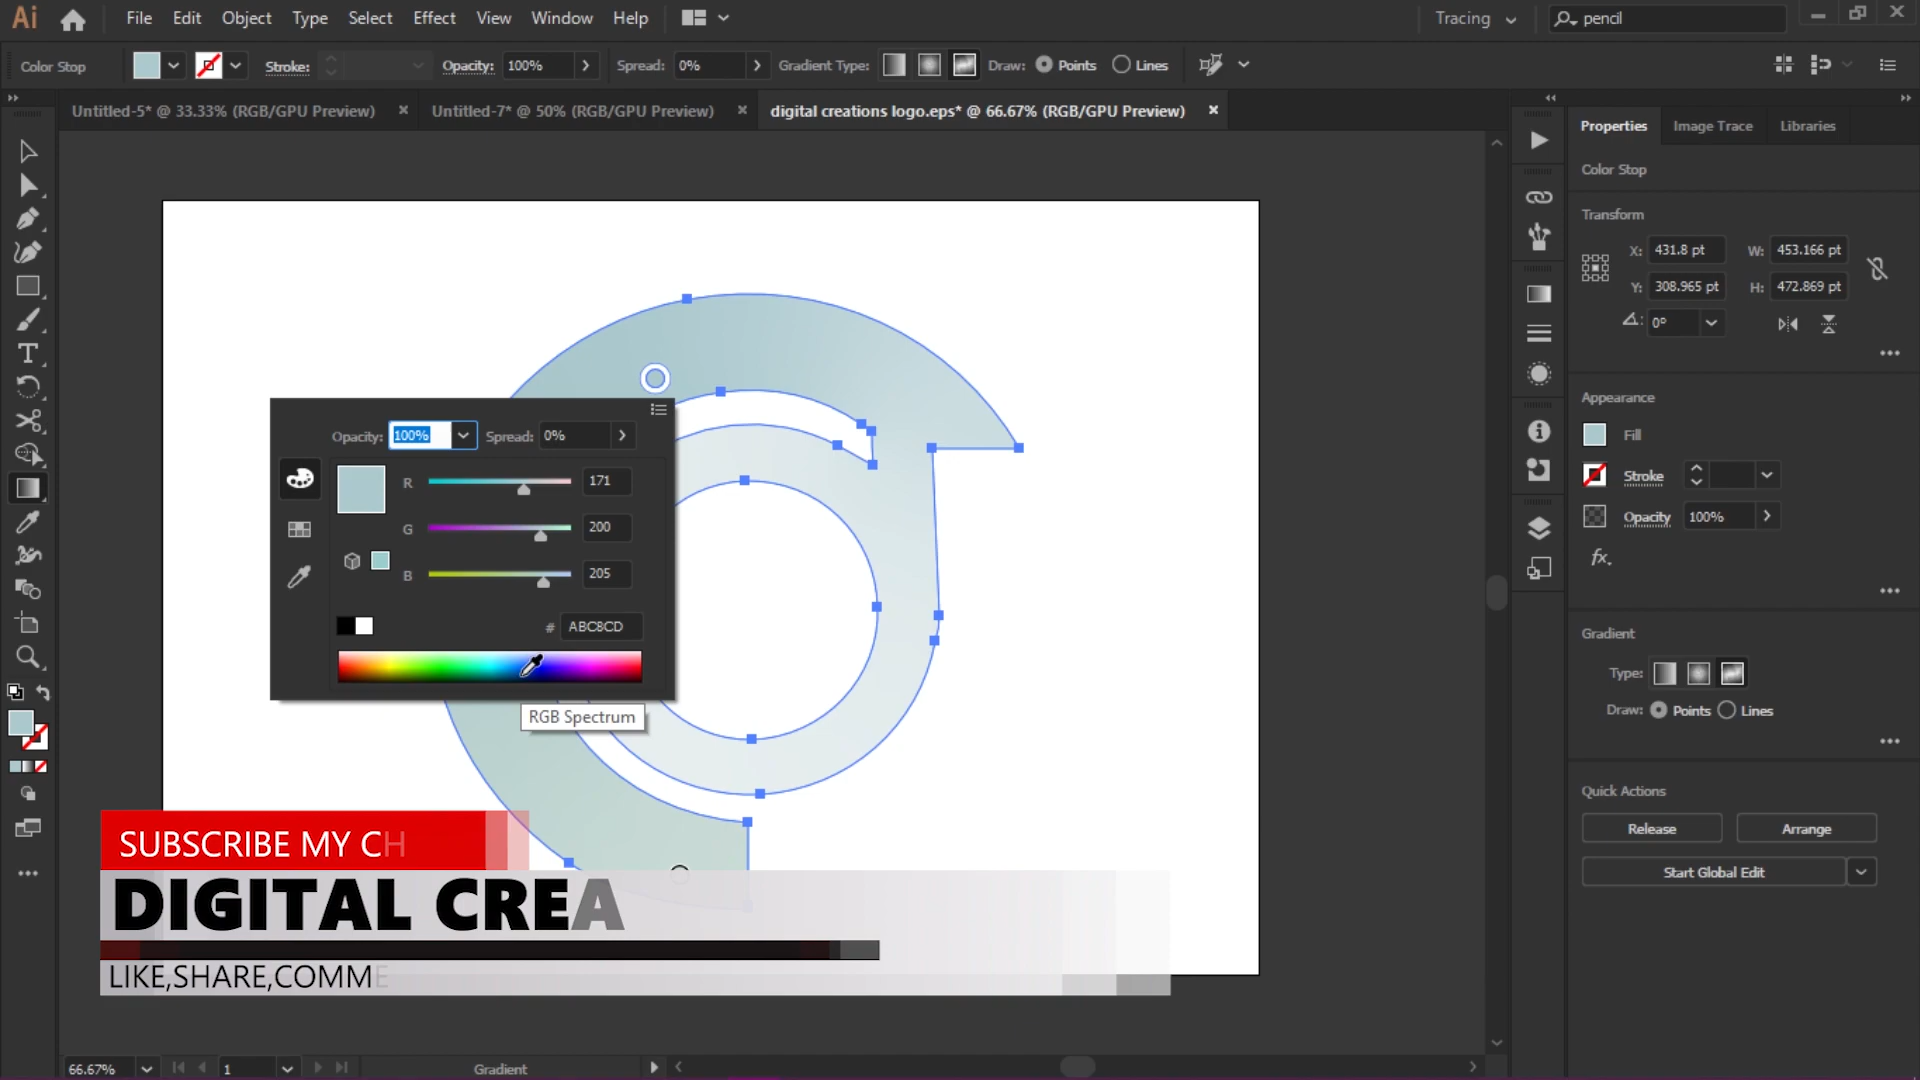 Ai File Edit Object Type Select Effect View Window Help Tracing pencil
Color Stop Stroke: Opacity: 100% Spread: 0% Gradient Type: Draw: Points Lines
Untitled-5* @ 33.33% (RGB/GPU Preview) Untitled-7* @ 50% (RGB/GPU Preview) digital creations logo.eps* @ 66.67% (RGB/GPU Preview)
Properties Image Trace Libraries
Color Stop
Transform
X: 431.8 pt W: 453.166 pt
Y: 308.965 pt H: 472.869 pt
0°
Appearance
Fill
Stroke
Opacity 100%
fx.
Gradient
Type:
Draw: Points Lines
Quick Actions
Release Arrange
Start Global Edit
Opacity: 100% Spread: 0%
R 171
G 200
B 205
# ABC8CD
RGB Spectrum
SUBSCRIBE MY CH
DIGITAL CREA
LIKE,SHARE,COMME
66.67% 1 Gradient